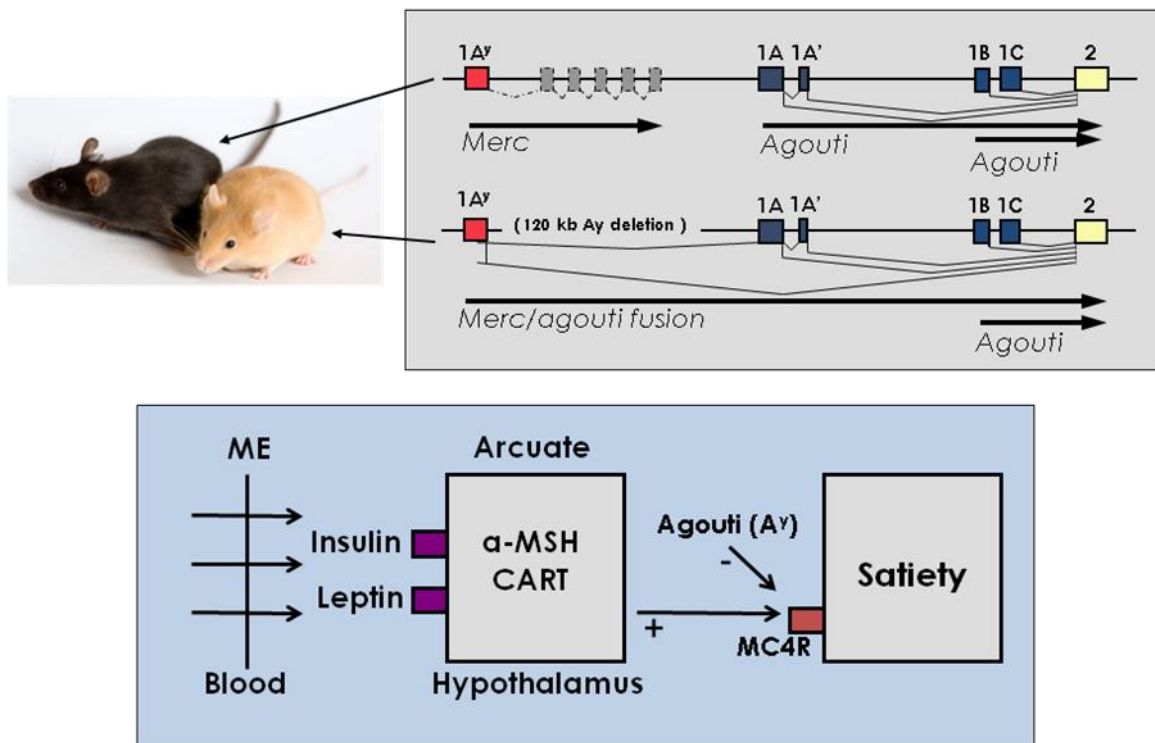 1Aʸ 1A 1A' 1B 1C 2
Merc Agouti
Agouti
1Aʸ (120 kb Ay deletion ) 1A 1A' 1B 1C 2
Merc/agouti fusion
Agouti
ME Arcuate
Insulin α-MSH Agouti (Aʸ)
CART - Satiety
Leptin
+ MC4R
Blood Hypothalamus